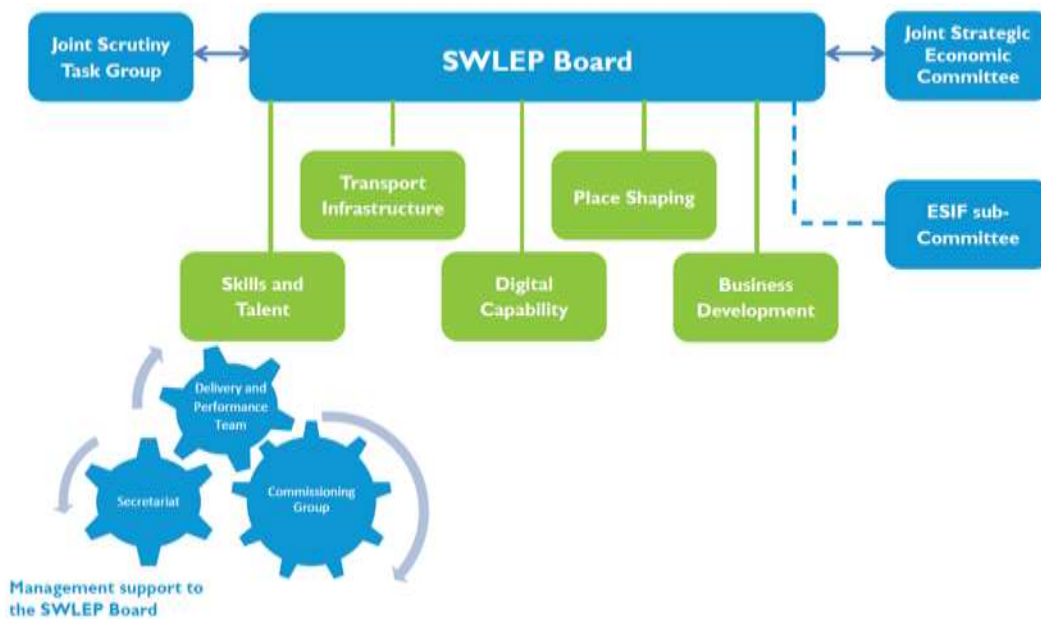 Joint Scrutiny
Task Group
SWLEP Board
Joint Strategic
Economic
Committee
Transport
Infrastructure
Place Shaping
ESIF sub-
Committee
Skills and
Talent
Digital
Capability
Business
Development
Delivery and
Performance
Team
Secretariat
Commissioning
Group
Management support to
the SWLEP Board